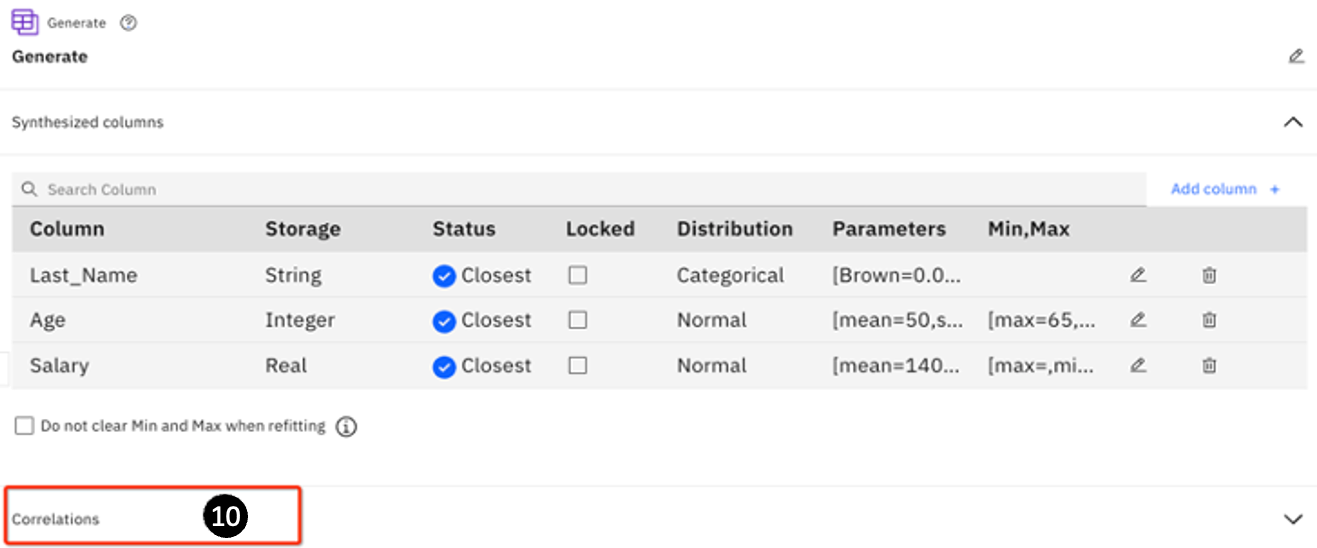 Generate
Generate
Synthesized columns
Search Column
Add column +
Column Storage Status Locked Distribution Parameters Min,Max
Last_Name String Closest Categorical [Brown=0.0...
Age Integer Closest Normal [mean=50,s... [max=65,...
Salary Real Closest Normal [mean=140... [max=,mi...
Do not clear Min and Max when refitting
Correlations 10